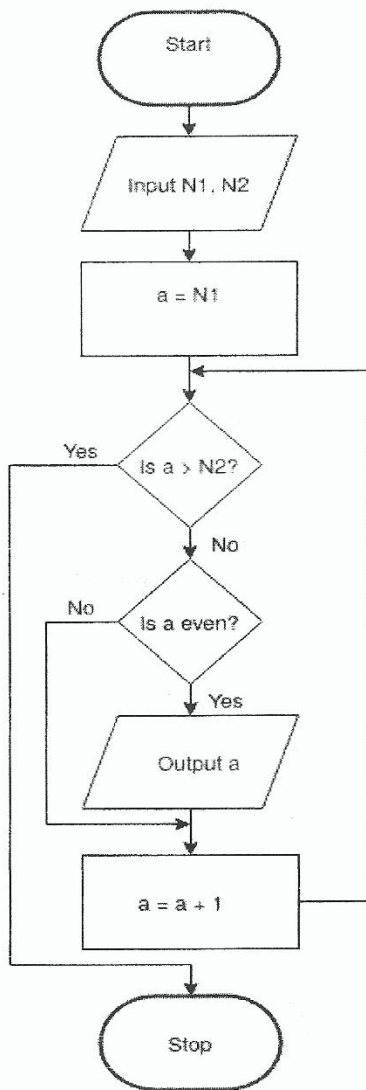 Start
Input N1, N2
a = N1
Is a > N2?
Yes
No
Is a even?
No
Yes
Output a
a = a + 1
Stop